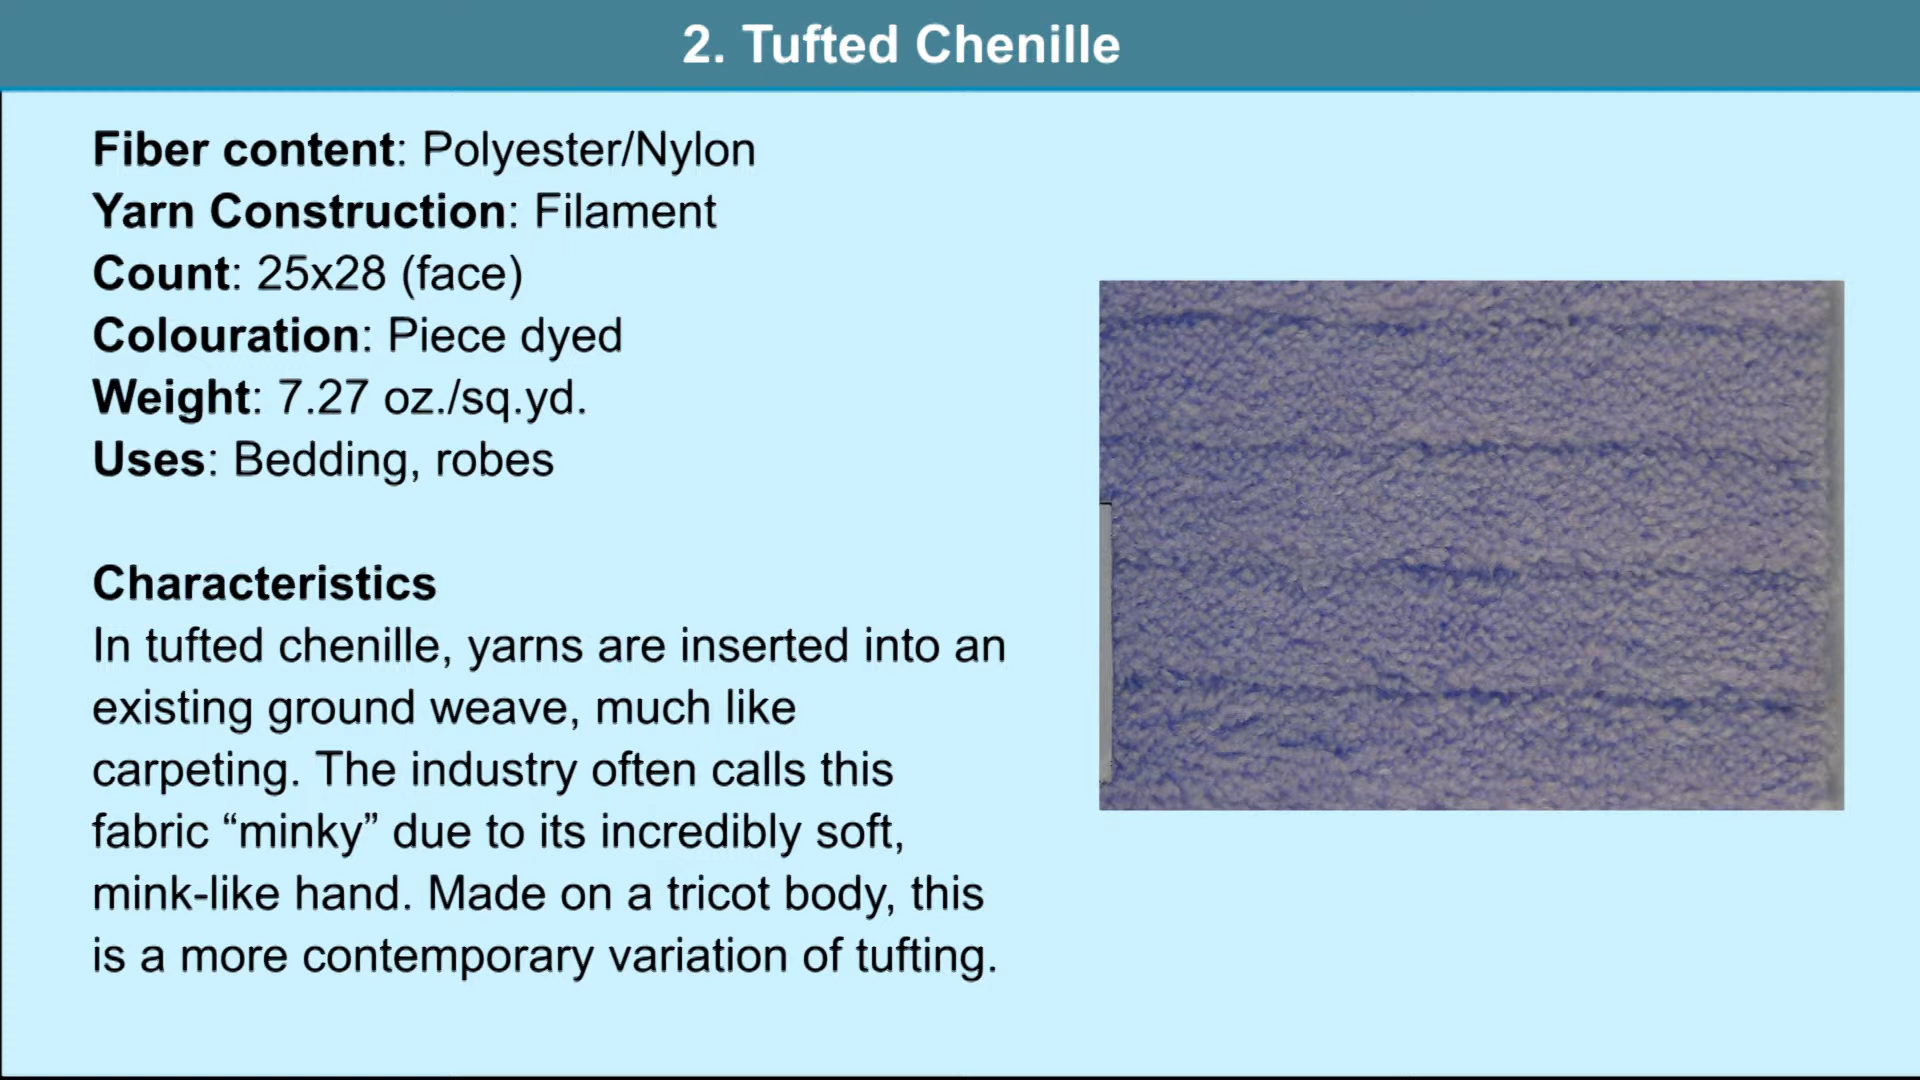 2. Tufted Chenille
Fiber content: Polyester/Nylon
Yarn Construction: Filament
Count: 25x28 (face)
Colouration: Piece dyed
Weight: 7.27 oz./sq.yd.
Uses: Bedding, robes
Characteristics
In tufted chenille, yarns are inserted into an
existing ground weave, much like
carpeting. The industry often calls this
fabric “minky” due to its incredibly soft,
mink-like hand. Made on a tricot body, this
is a more contemporary variation of tufting.